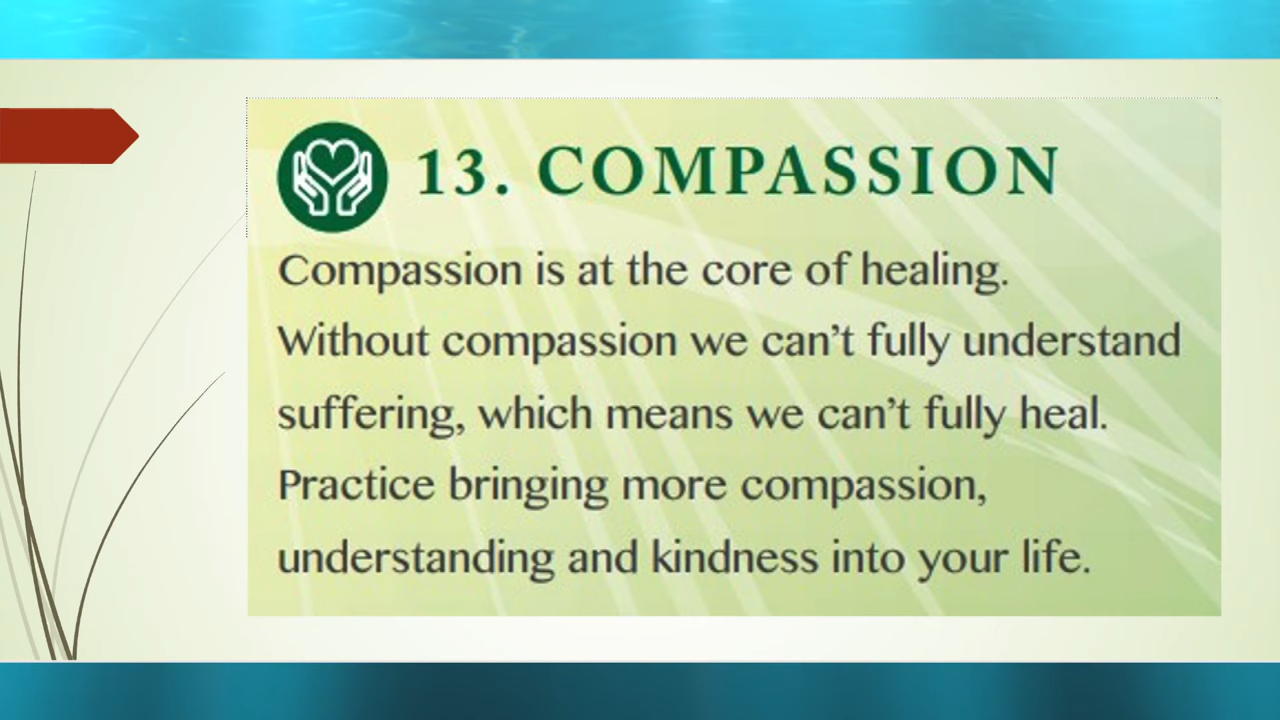 13. COMPASSION
Compassion is at the core of healing.
Without compassion we can’t fully understand
suffering, which means we can’t fully heal.
Practice bringing more compassion,
understanding and kindness into your life.